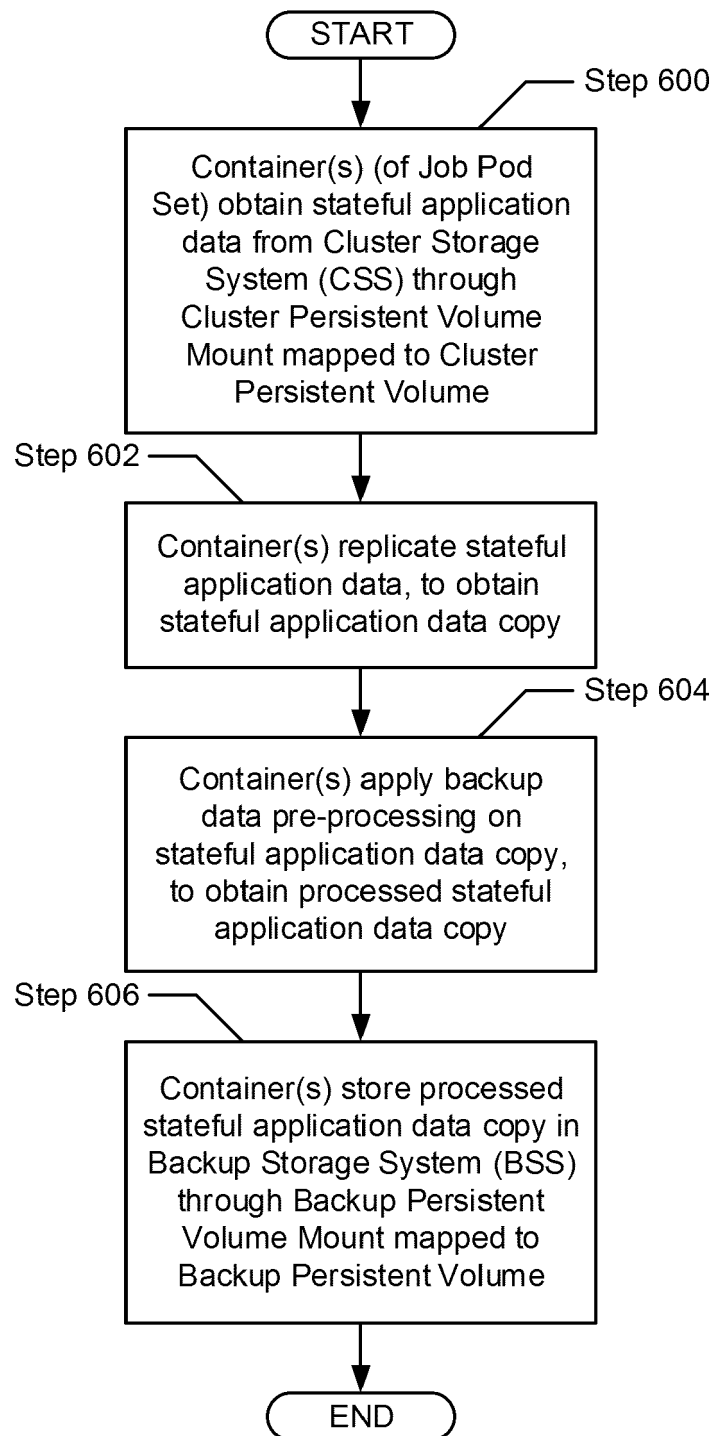 START
Step 600
Container(s) (of Job Pod
Set) obtain stateful application
data from Cluster Storage
System (CSS) through
Cluster Persistent Volume
Mount mapped to Cluster
Persistent Volume
Step 602
Container(s) replicate stateful
application data, to obtain
stateful application data copy
Step 604
Container(s) apply backup
data pre-processing on
stateful application data copy,
to obtain processed stateful
application data copy
Step 606
Container(s) store processed
stateful application data copy in
Backup Storage System (BSS)
through Backup Persistent
Volume Mount mapped to
Backup Persistent Volume
END